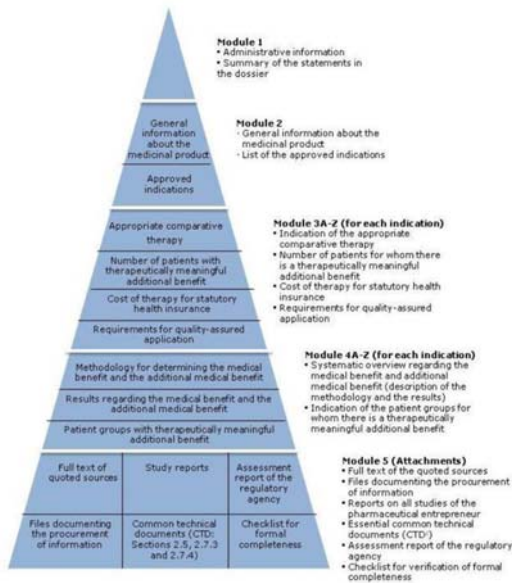 Module 1
• Administrative information
• Summary of the statements in
the dossier
General
information
about the
medicinal product
Approved
indications
Module 2
· General information about the
medicinal product
· List of the approved indications
Appropriate comparative
therapy
Number of patients with
therapeutically meaningful
additional benefit
Cost of therapy for statutory
health insurance
Requirements for quality-assured
application
Module 3A-Z (for each indication)
• Indication of the appropriate
comparative therapy
• Number of patients for whom there
is a therapeutically meaningful
additional benefit
• Cost of therapy for statutory health
insurance
• Requirements for quality-assured
application
Methodology for determining the medical
benefit and the additional medical benefit
Results regarding the medical benefit and the
additional medical benefit
Patient groups with therapeutically meaningful
additional benefit
Module 4A-Z (for each indication)
• Systematic overview regarding the
medical benefit and additional
medical benefit (description of the
methodology and the results)
• Indication of the patient groups for
whom there is a therapeutically
meaningful additional benefit
Full text of
quoted sources
Study reports
Assessment
report of the
regulatory
agency
Files documenting
the procurement
of information
Common technical
documents (CTD:
Sections 2.5, 2.7.3
and 2.7.4)
Checklist for
formal
completeness
Module 5 (Attachments)
• Full text of the quoted sources
• Files documenting the procurement
of information
• Reports on all studies of the
pharmaceutical entrepreneur
• Essential common technical
documents (CTD)
• Assessment report of the regulatory
agency
• Checklist for verification of formal
completeness